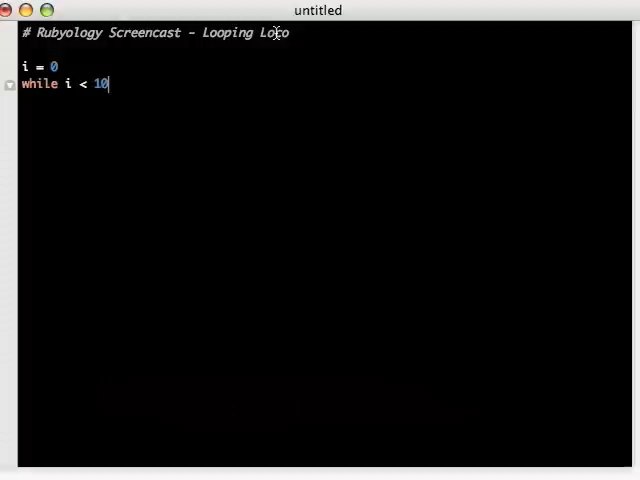 untitled
# Rubyology Screencast - Looping Loco
i = 0
while i < 10